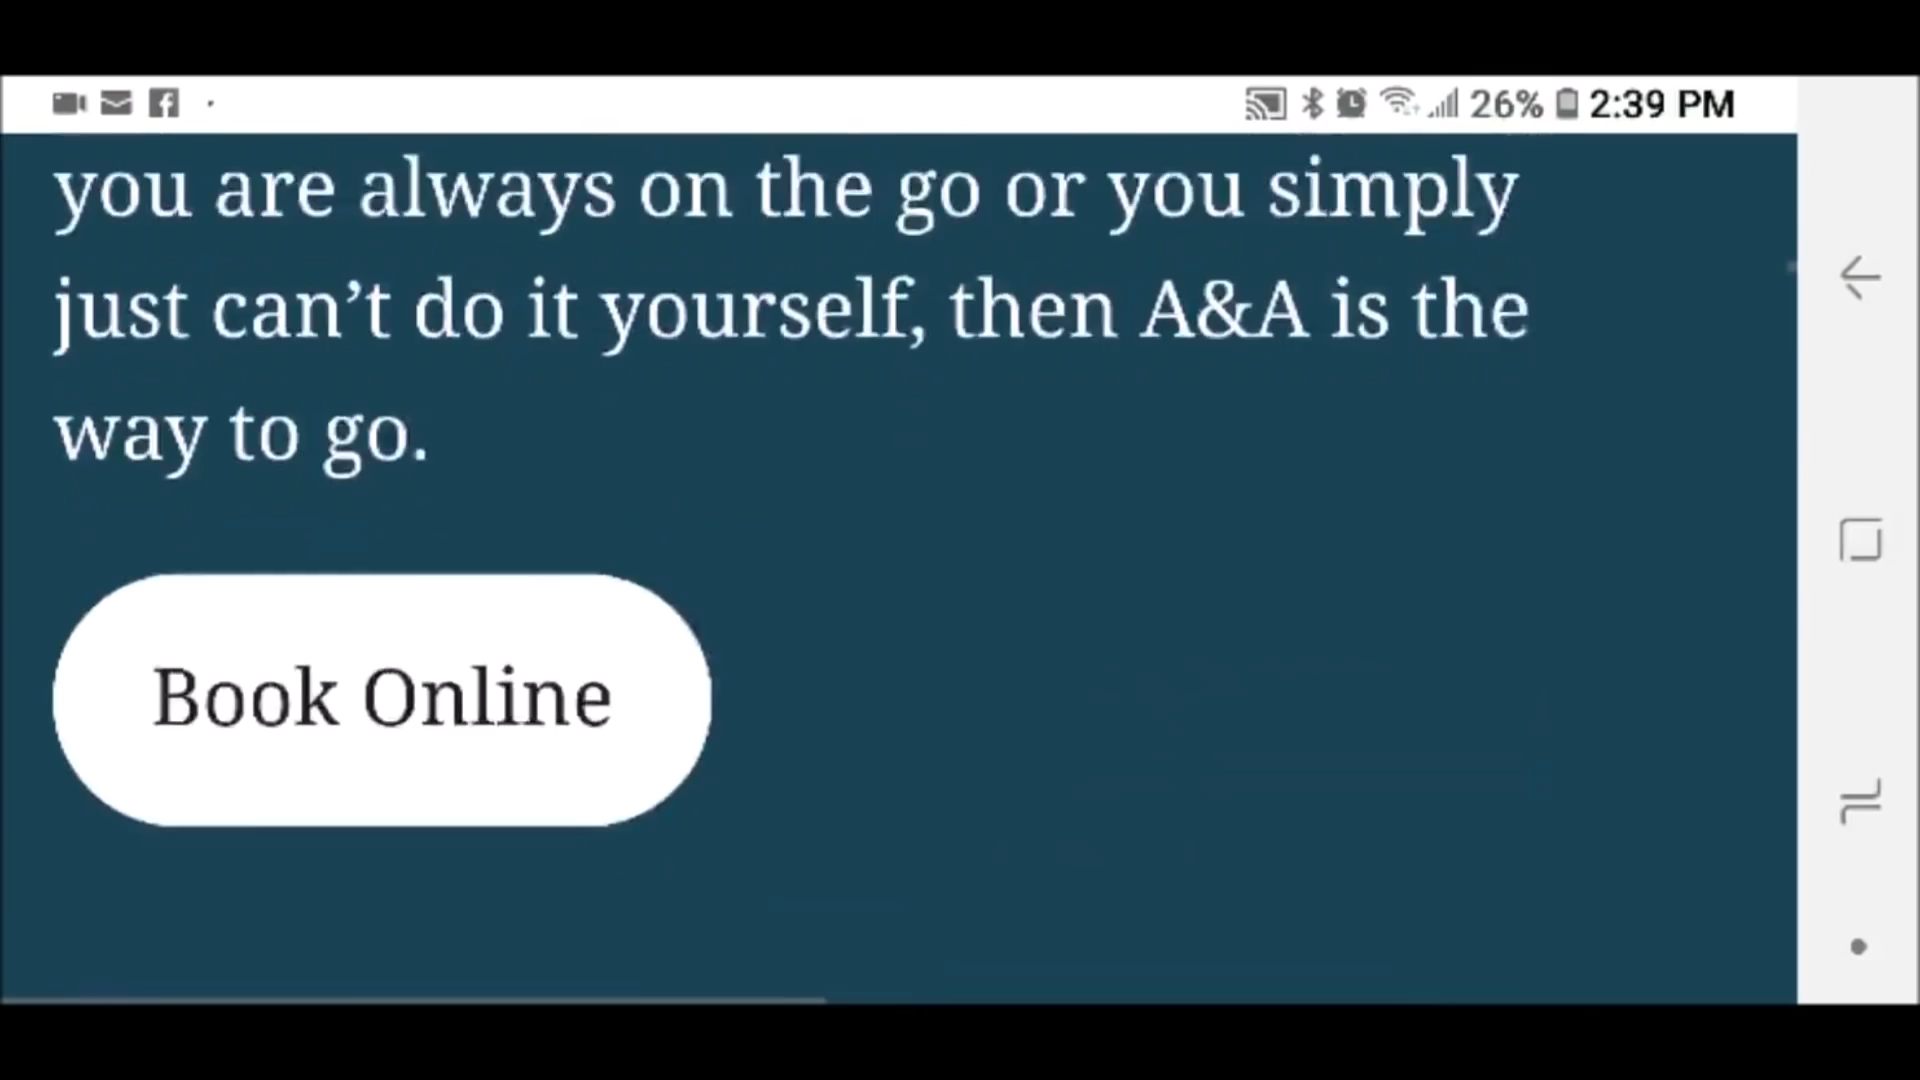 26% 2:39 PM
you are always on the go or you simply
just can’t do it yourself, then A&A is the
way to go.
Book Online